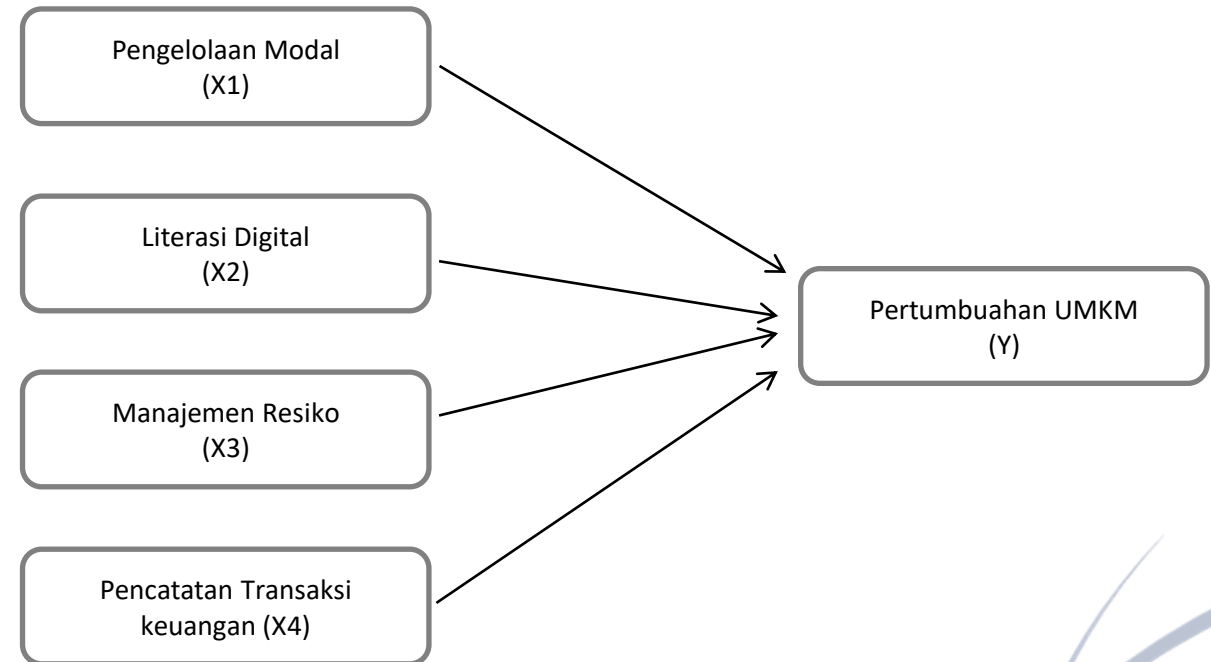 Pengelolaan Modal
(X1)
Literasi Digital
(X2)
Manajemen Resiko
(X3)
Pencatatan Transaksi
keuangan (X4)
Pertumbuahan UMKM
(Y)